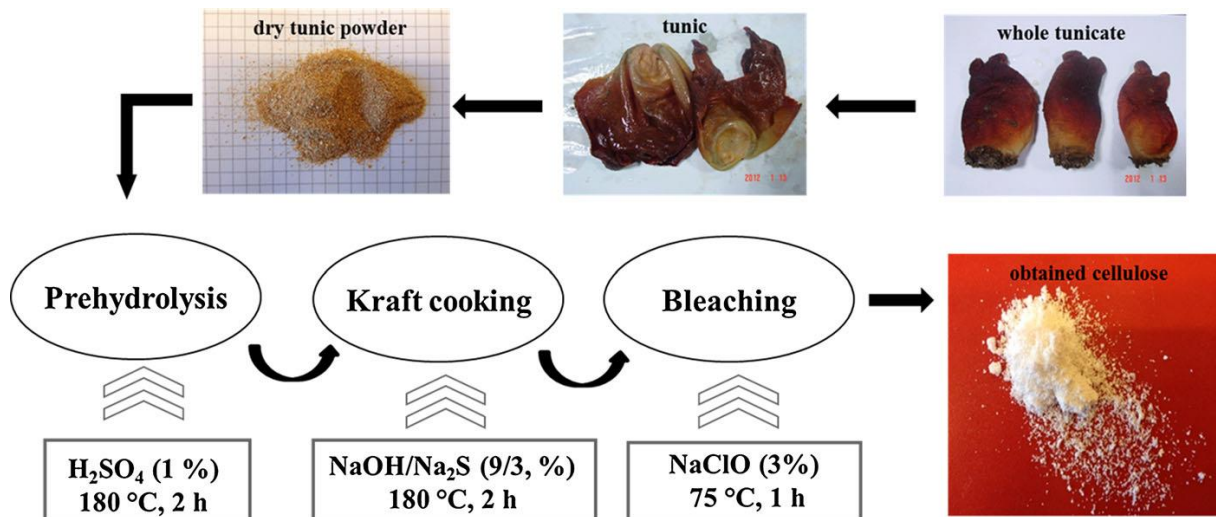 dry tunic powder
tunic
whole tunicate
2012 1.13
2012 1.13
Prehydrolysis
Kraft cooking
Bleaching
obtained cellulose
H₂SO₄ (1 %)
180 °C, 2 h
NaOH/Na₂S (9/3, %)
180 °C, 2 h
NaClO (3%)
75 °C, 1 h